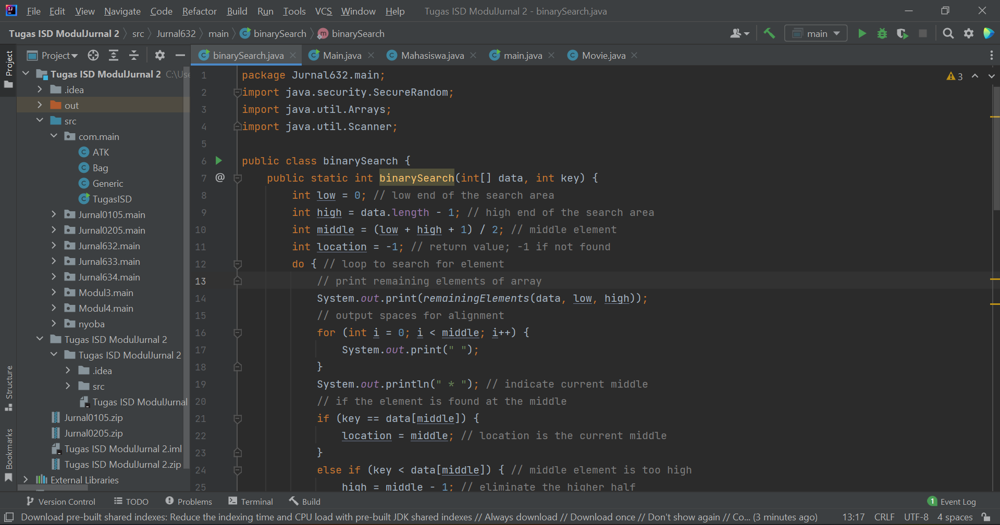 File Edit View Navigate Code Refactor Build Run Tools VCS Window Help Tugas ISD ModulJurnal 2 - binarySearch.java
Tugas ISD ModulJurnal 2 src Jurnal632 main binarySearch binarySearch main
Project
Project
binarySearch.java Main.java Mahasiswa.java main.java Movie.java
Tugas ISD ModulJurnal 2 C:\Use
.idea
out
src
com.main
ATK
Bag
Generic
TugasISD
Jurnal0105.main
Jurnal0205.main
Jurnal632.main
Jurnal633.main
Jurnal634.main
Modul3.main
Modul4.main
nyoba
Tugas ISD ModulJurnal 2
Tugas ISD ModulJurnal 2
.idea
src
Tugas ISD ModulJurnal
Jurnal0105.zip
Jurnal0205.zip
Tugas ISD ModulJurnal 2.iml
Tugas ISD ModulJurnal 2.zip
External Libraries
Structure
Bookmarks
3
1 package Jurnal632.main;
2 import java.security.SecureRandom;
3 import java.util.Arrays;
4 import java.util.Scanner;
5
6 public class binarySearch {
7 @ public static int binarySearch(int[] data, int key) {
8 int low = 0; // low end of the search area
9 int high = data.length - 1; // high end of the search area
10 int middle = (low + high + 1) / 2; // middle element
11 int location = -1; // return value; -1 if not found
12 do { // loop to search for element
13 // print remaining elements of array
14 System.out.print(remainingElements(data, low, high));
15 // output spaces for alignment
16 for (int i = 0; i < middle; i++) {
17 System.out.print(" ");
18 }
19 System.out.println(" * "); // indicate current middle
20 // if the element is found at the middle
21 if (key == data[middle]) {
22 location = middle; // location is the current middle
23 }
24 else if (key < data[middle]) { // middle element is too high
25 high = middle - 1; // eliminate the higher half
Version Control TODO Problems Terminal Build 1 Event Log
Download pre-built shared indexes: Reduce the indexing time and CPU load with pre-built JDK shared indexes // Always download // Download once // Don't show again // Co... (3 minutes ago) 13:17 CRLF UTF-8 4 spaces